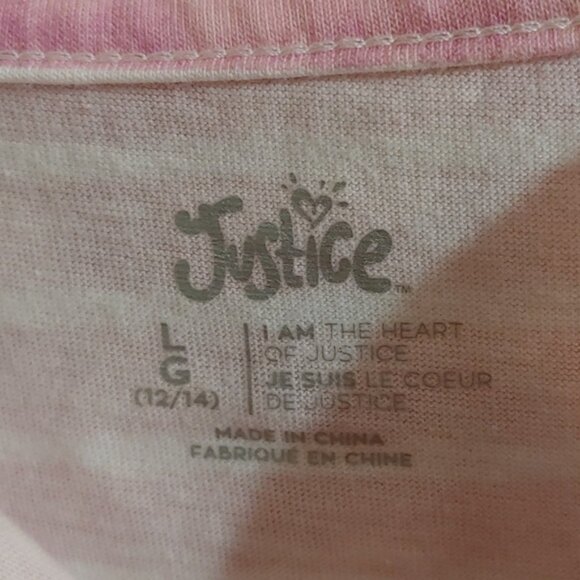 Justice™
L
G
(12/14)
I AM THE HEART
OF JUSTICE
JE SUIS LE COEUR
DE JUSTICE
MADE IN CHINA
FABRIQUÉ EN CHINE